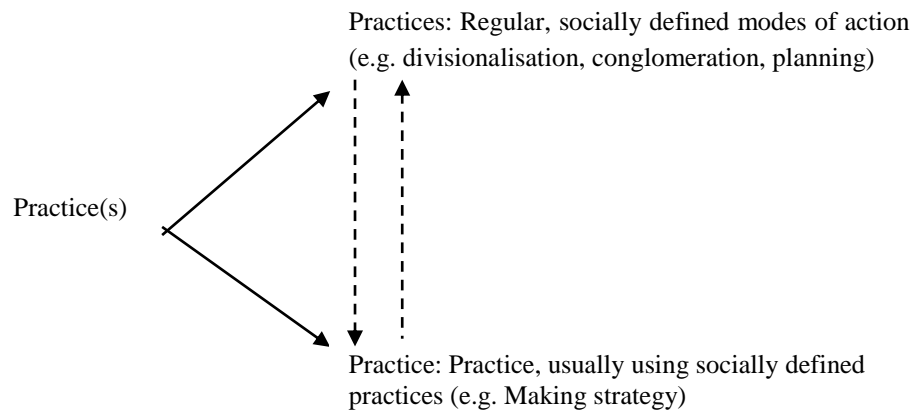 Practices: Regular, socially defined modes of action
(e.g. divisionalisation, conglomeration, planning)
Practice(s)
Practice: Practice, usually using socially defined
practices (e.g. Making strategy)